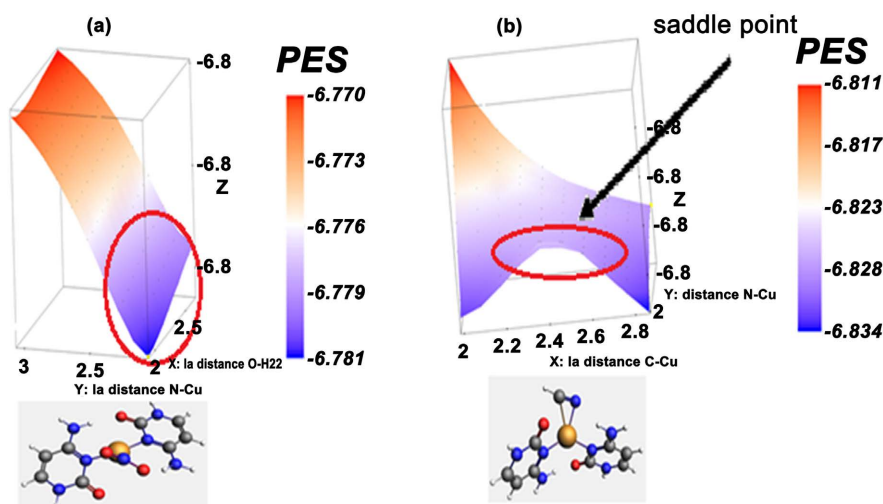 (a)
PES
-6.770
-6.773
-6.776
-6.779
-6.781
-6.8
-6.8
Z
-6.8
2.5
X: la distance O-H22
3
2.5
2
Y: la distance N-Cu
(b)
saddle point
PES
-6.811
-6.817
-6.823
-6.828
-6.834
-6.8
-6.8
Z
-6.8
-6.8
Y: distance N-Cu
2
2
2.2
2.4
2.6
2.8
X: la distance C-Cu